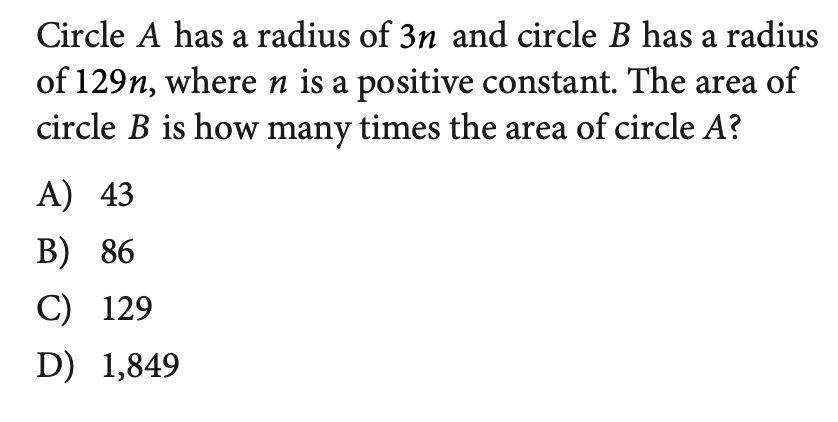 Circle A has a radius of 3n and circle B has a radius
of 129n, where n is a positive constant. The area of
circle B is how many times the area of circle A?
A) 43
B) 86
C) 129
D) 1,849